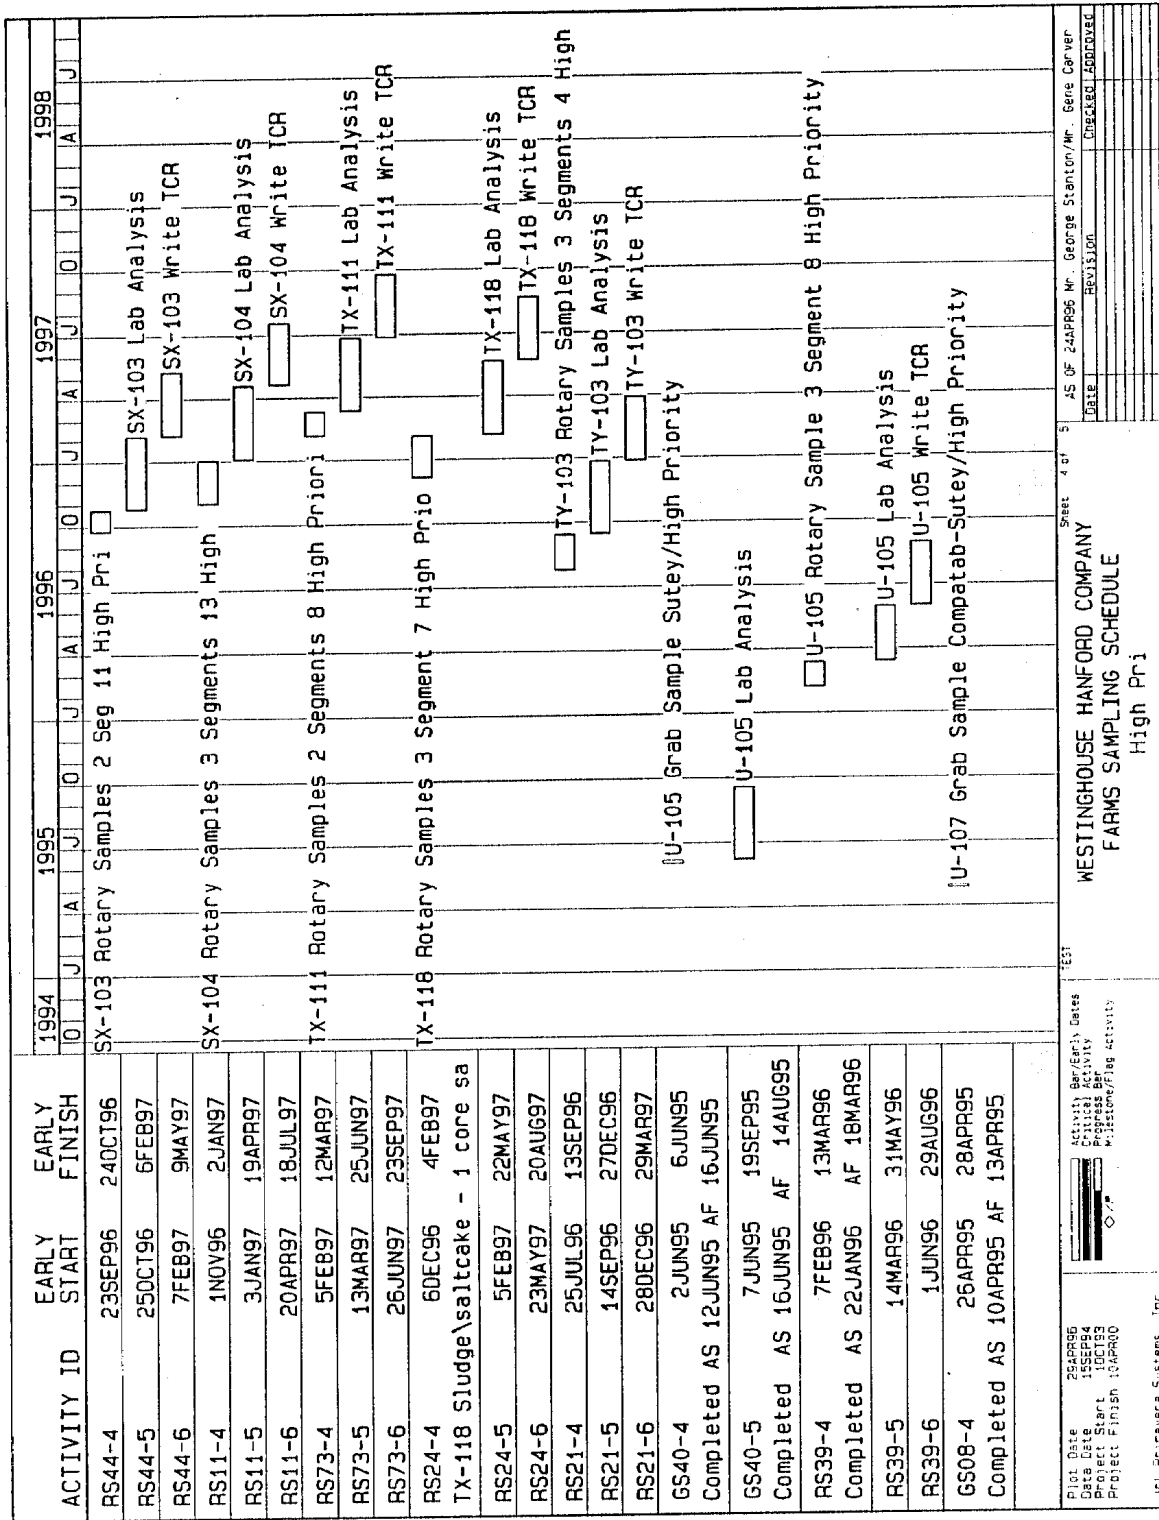 1994 1995 1996 1997 1998
ACTIVITY ID EARLY START EARLY FINISH
O J A J O J A J O J A J O J A J
RS44-4 23SEP96 24OCT96 SX-103 Rotary Samples 2 Seg 11 High Pri
RS44-5 25OCT96 6FEB97 SX-103 Lab Analysis
RS44-6 7FEB97 9MAY97 SX-103 Write TCR
RS11-4 1NOV96 2JAN97 SX-104 Rotary Samples 3 Segments 13 High
RS11-5 3JAN97 19APR97 SX-104 Lab Analysis
RS11-6 20APR97 18JUL97 SX-104 Write TCR
RS73-4 5FEB97 12MAR97 TX-111 Rotary Samples 2 Segments 8 High Priori
RS73-5 13MAR97 25JUN97 TX-111 Lab Analysis
RS73-6 26JUN97 23SEP97 TX-111 Write TCR
RS24-4 6DEC96 4FEB97 TX-118 Rotary Samples 3 Segment 7 High Prio
TX-118 Sludge\saltcake - 1 core sa
RS24-5 5FEB97 22MAY97 TX-118 Lab Analysis
RS24-6 23MAY97 20AUG97 TX-118 Write TCR
RS21-4 25JUL96 13SEP96 TY-103 Rotary Samples 3 Segments 4 High
RS21-5 14SEP96 27DEC96 TY-103 Lab Analysis
RS21-6 28DEC96 29MAR97 TY-103 Write TCR
GS40-4 2JUN95 6JUN95 U-105 Grab Sample Sutey/High Priority
Completed AS 12JUN95 AF 16JUN95
GS40-5 7JUN95 19SEP95 U-105 Lab Analysis
Completed AS 16JUN95 AF 14AUG95
RS39-4 7FEB96 13MAR96 U-105 Rotary Sample 3 Segment 8 High Priority
Completed AS 22JAN96 AF 18MAR96
RS39-5 14MAR96 31MAY96 U-105 Lab Analysis
RS39-6 1JUN96 29AUG96 U-105 Write TCR
GS08-4 26APR95 28APR95 U-107 Grab Sample Compatab-Sutey/High Priority
Completed AS 10APR95 AF 13APR95
Plot Date 29APR96
Data Date 15SEP94
Project Start 1OCT93
Project Finish 10APR00
Activity Bar/Early Dates
Critical Activity
Progress Bar
Milestone/Flag Activity
TEST
WESTINGHOUSE HANFORD COMPANY
FARMS SAMPLING SCHEDULE
High Pri
Sheet 4 of 5
AS OF 24APR96 Mr. George Stanton/Mr. Gene Carver
Date Revision Checked Approved
Primavera Systems, Inc.